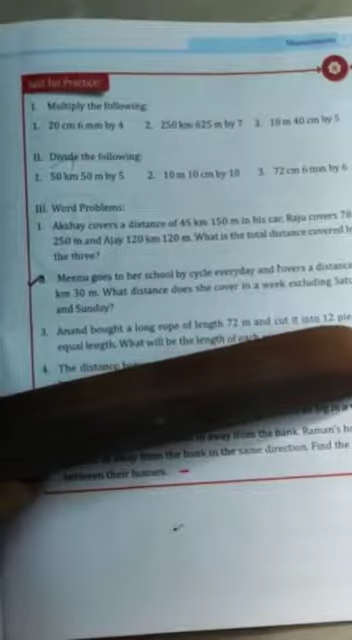 Measurements
Sums for Practice:
I. Multiply the following:
1. 20 cm 6 mm by 4 2. 250 km 625 m by 7 3. 18 m 40 cm by 5
II. Divide the following:
1. 50 km 50 m by 5 2. 10 m 10 cm by 10 3. 72 cm 6 mm by 6
III. Word Problems:
1. Akshay covers a distance of 45 km 150 m in his car, Raju covers 78
250 m and Ajay 120 km 120 m. What is the total distance covered b
the three?
Meenu goes to her school by cycle everyday and covers a distance
km 30 m. What distance does she cover in a week excluding Satu
and Sunday?
3. Anand bought a long rope of length 72 m and cut it into 12 pie
equal length. What will be the length of each
4. The distance
away from the bank. Raman's ho
away from the bank in the same direction. Find the
between their houses.